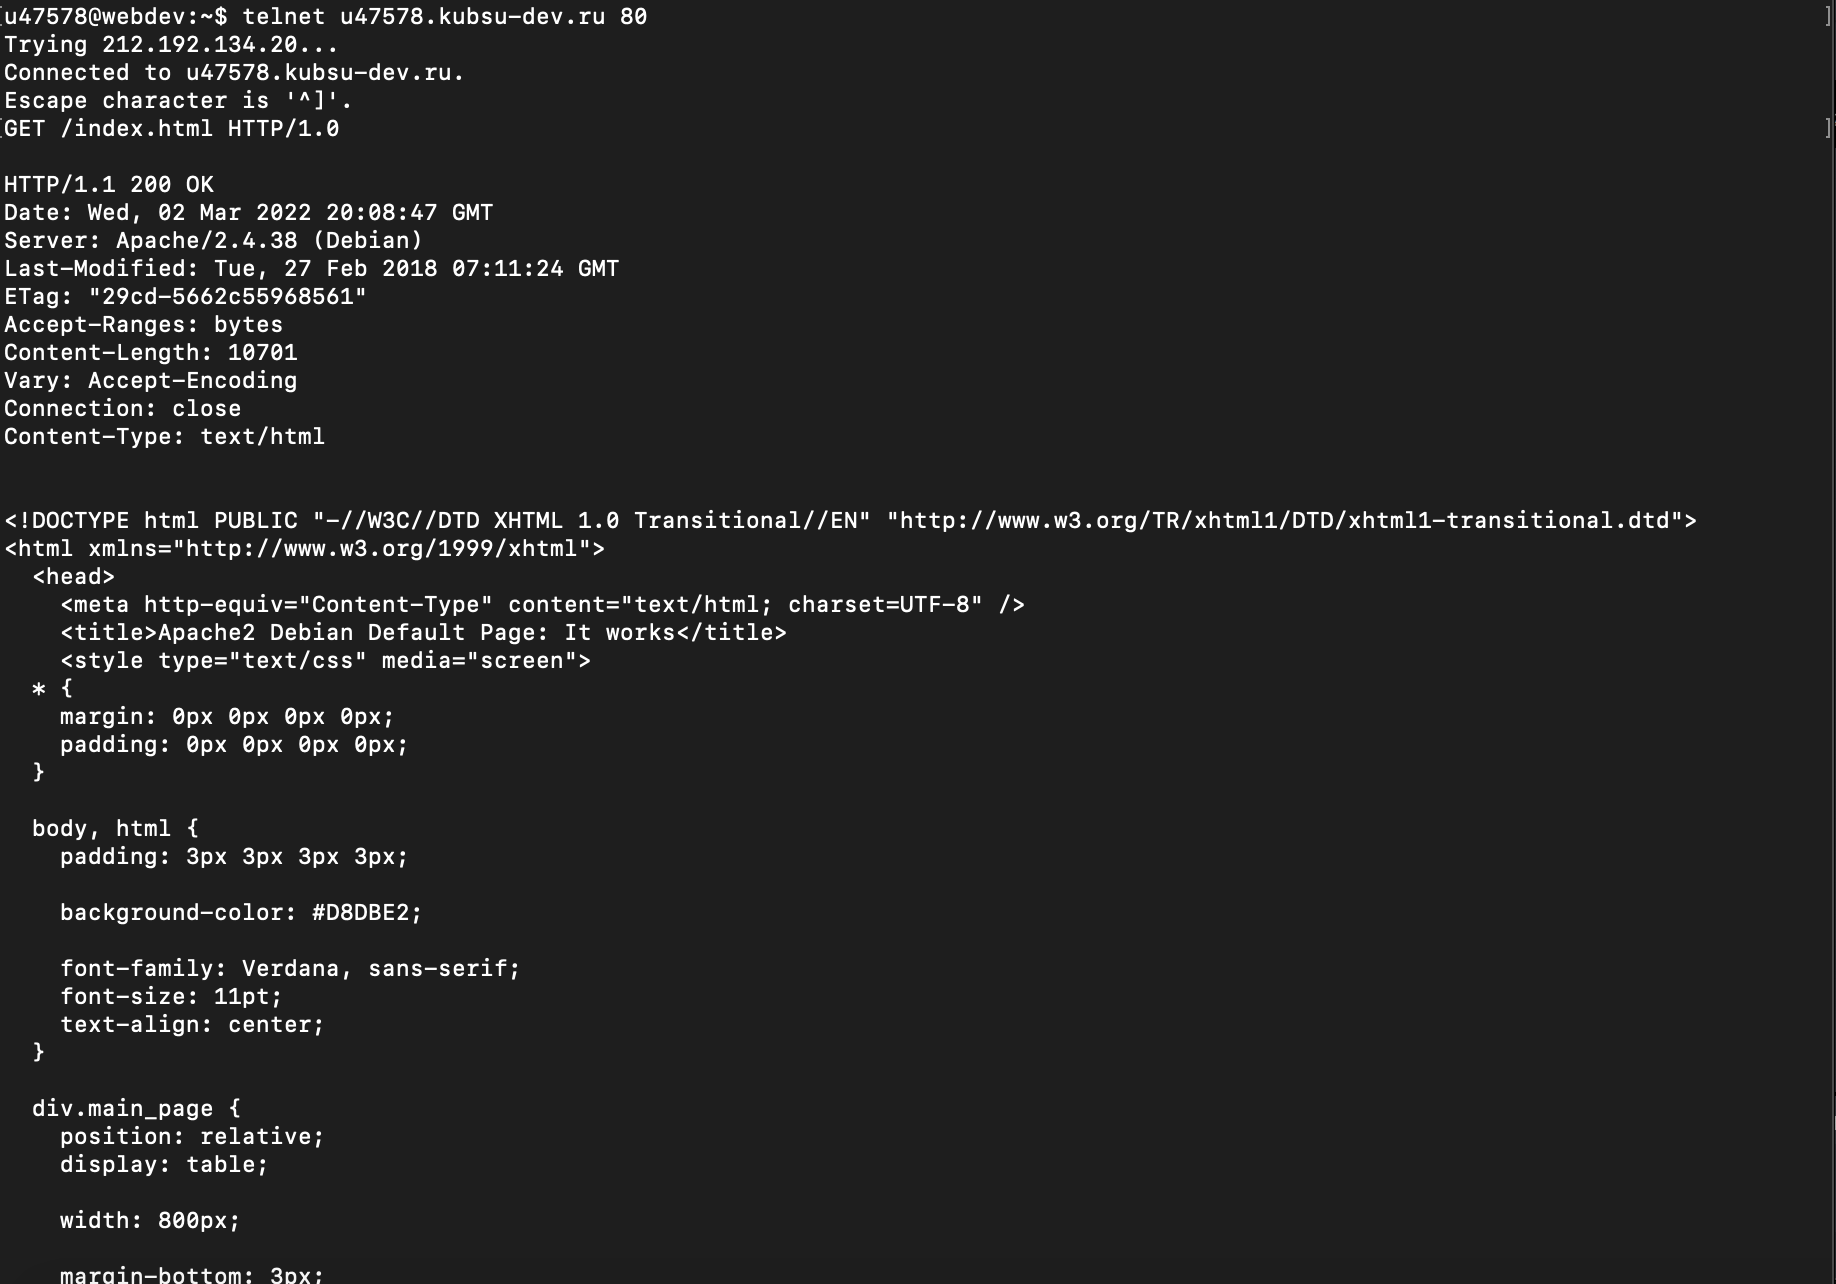 [u47578@webdev:~$ telnet u47578.kubsu-dev.ru 80 ]
Trying 212.192.134.20...
Connected to u47578.kubsu-dev.ru.
Escape character is '^]'.
[GET /index.html HTTP/1.0 ]
HTTP/1.1 200 OK
Date: Wed, 02 Mar 2022 20:08:47 GMT
Server: Apache/2.4.38 (Debian)
Last-Modified: Tue, 27 Feb 2018 07:11:24 GMT
ETag: "29cd-5662c55968561"
Accept-Ranges: bytes
Content-Length: 10701
Vary: Accept-Encoding
Connection: close
Content-Type: text/html
<!DOCTYPE html PUBLIC "-//W3C//DTD XHTML 1.0 Transitional//EN" "http://www.w3.org/TR/xhtml1/DTD/xhtml1-transitional.dtd">
<html xmlns="http://www.w3.org/1999/xhtml">
  <head>
    <meta http-equiv="Content-Type" content="text/html; charset=UTF-8" />
    <title>Apache2 Debian Default Page: It works</title>
    <style type="text/css" media="screen">
  * {
    margin: 0px 0px 0px 0px;
    padding: 0px 0px 0px 0px;
  }
  body, html {
    padding: 3px 3px 3px 3px;
    background-color: #D8DBE2;
    font-family: Verdana, sans-serif;
    font-size: 11pt;
    text-align: center;
  }
  div.main_page {
    position: relative;
    display: table;
    width: 800px;
    margin-bottom: 3px;